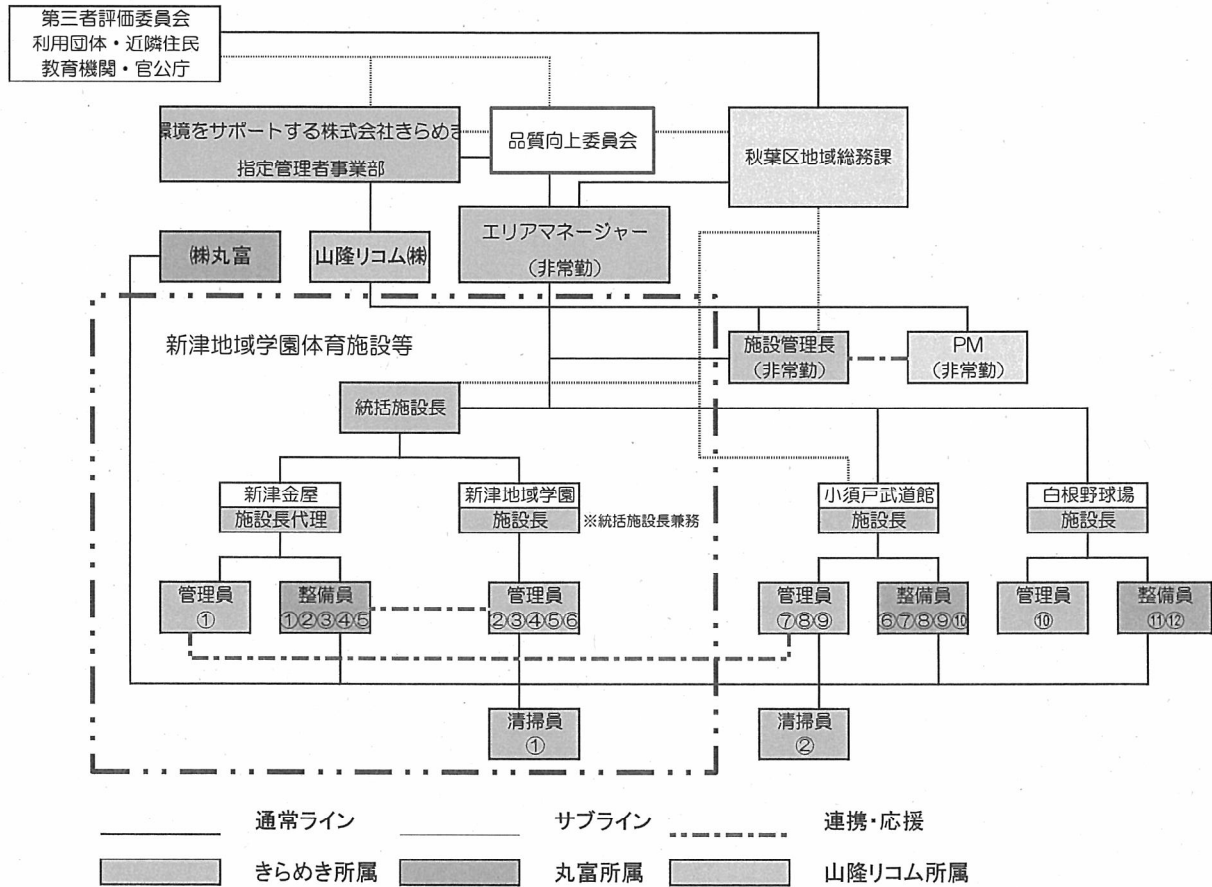 第三者評価委員会
利用団体・近隣住民
教育機関・官公庁
環境をサポートする株式会社きらめき
指定管理者事業部
品質向上委員会
秋葉区地域総務課
エリアマネージャー
(非常勤)
㈱丸富
山隆リコム㈱
新津地域学園体育施設等
施設管理長
(非常勤)
PM
(非常勤)
統括施設長
新津金屋
施設長代理
新津地域学園
施設長
※統括施設長兼務
小須戸武道館
施設長
白根野球場
施設長
管理員
①
整備員
①②③④⑤
管理員
②③④⑤⑥
管理員
⑦⑧⑨
整備員
⑥⑦⑧⑨⑩
管理員
⑩
整備員
⑪⑫
清掃員
①
清掃員
②
通常ライン
サブライン
連携・応援
きらめき所属
丸富所属
山隆リコム所属